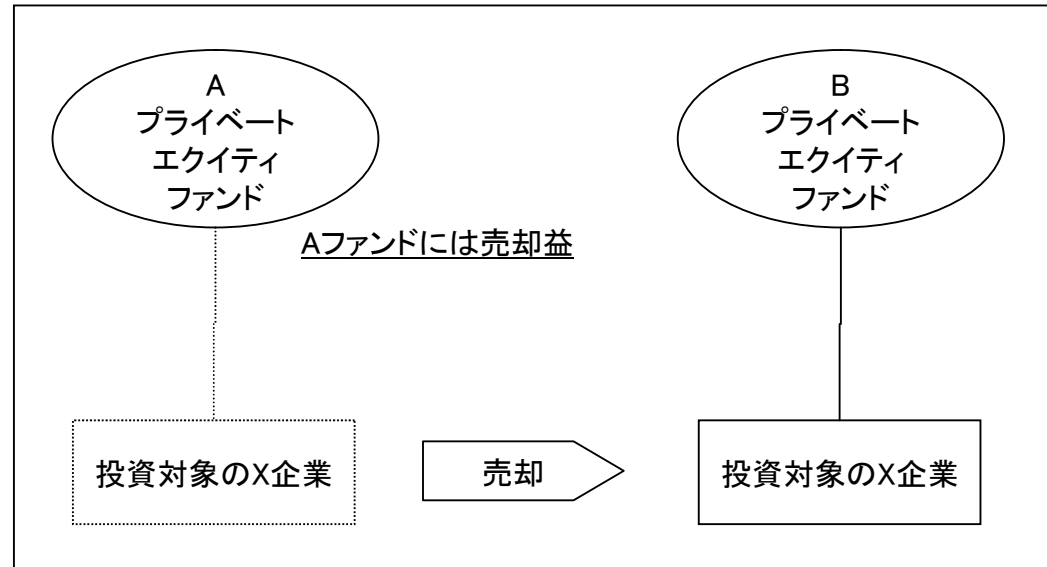 A
プライベート
エクイティ
ファンド
B
プライベート
エクイティ
ファンド
Aファンドには売却益
投資対象のX企業
売却
投資対象のX企業